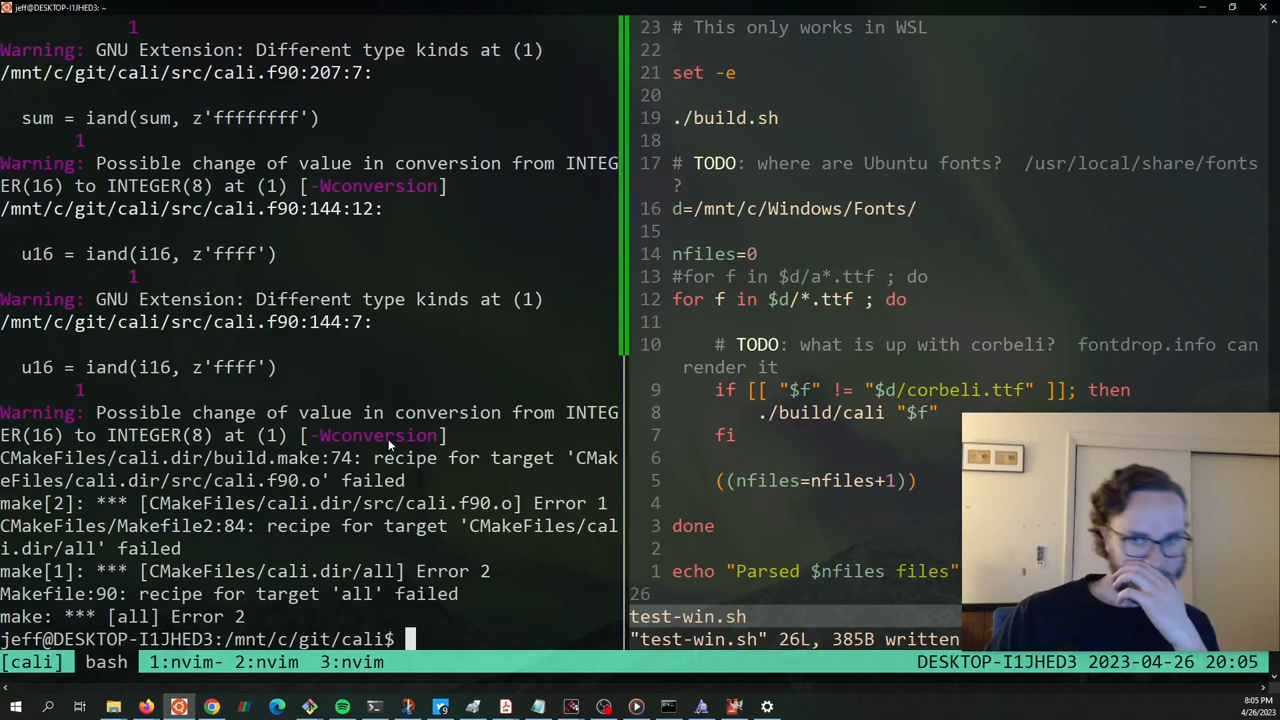 jeff@DESKTOP-I1JHED3: ~
1
Warning: GNU Extension: Different type kinds at (1)
/mnt/c/git/cali/src/cali.f90:207:7:
sum = iand(sum, z'ffffffff')
1
Warning: Possible change of value in conversion from INTEG
ER(16) to INTEGER(8) at (1) [-Wconversion]
/mnt/c/git/cali/src/cali.f90:144:12:
u16 = iand(i16, z'ffff')
1
Warning: GNU Extension: Different type kinds at (1)
/mnt/c/git/cali/src/cali.f90:144:7:
u16 = iand(i16, z'ffff')
1
Warning: Possible change of value in conversion from INTEG
ER(16) to INTEGER(8) at (1) [-Wconversion]
CMakeFiles/cali.dir/build.make:74: recipe for target 'CMak
eFiles/cali.dir/src/cali.f90.o' failed
make[2]: *** [CMakeFiles/cali.dir/src/cali.f90.o] Error 1
CMakeFiles/Makefile2:84: recipe for target 'CMakeFiles/cal
i.dir/all' failed
make[1]: *** [CMakeFiles/cali.dir/all] Error 2
Makefile:90: recipe for target 'all' failed
make: *** [all] Error 2
jeff@DESKTOP-I1JHED3:/mnt/c/git/cali$
23 # This only works in WSL
22
21 set -e
20
19 ./build.sh
18
17 # TODO: where are Ubuntu fonts?  /usr/local/share/fonts
?
16 d=/mnt/c/Windows/Fonts/
15
14 nfiles=0
13 #for f in $d/a*.ttf ; do
12 for f in $d/*.ttf ; do
11
10 # TODO: what is up with corbeli?  fontdrop.info can
render it
9 if [[ "$f" != "$d/corbeli.ttf" ]]; then
8 ./build/cali "$f"
7 fi
6
5 ((nfiles=nfiles+1))
4
3 done
2
1 echo "Parsed $nfiles files"
26
test-win.sh
"test-win.sh" 26L, 385B written
[cali] bash 1:nvim- 2:nvim 3:nvim DESKTOP-I1JHED3 2023-04-26 20:05
8:05 PM
4/26/2023